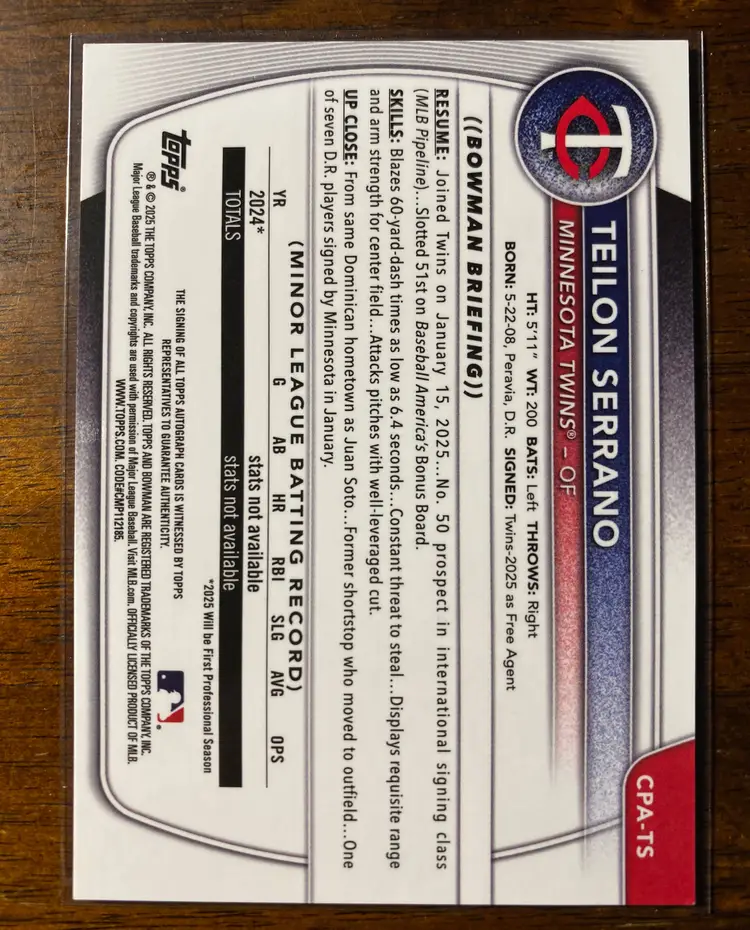 CPA-TS
TEILON SERRANO
MINNESOTA TWINS® – OF
HT: 5'11" WT: 200 BATS: Left THROWS: Right
BORN: 5-22-08, Peravia, D.R. SIGNED: Twins-2025 as Free Agent
((BOWMAN BRIEFING))
RESUME: Joined Twins on January 15, 2025...No. 50 prospect in international signing class
(MLB Pipeline)...Slotted 51st on Baseball America's Bonus Board.
SKILLS: Blazes 60-yard-dash times as low as 6.4 seconds...Constant threat to steal...Displays requisite range
and arm strength for center field...Attacks pitches with well-leveraged cut.
UP CLOSE: From same Dominican hometown as Juan Soto...Former shortstop who moved to outfield...One
of seven D.R. players signed by Minnesota in January.
(MINOR LEAGUE BATTING RECORD)
YR G AB HR RBI SLG AVG OPS
2024* stats not available
TOTALS stats not available
*2025 Will be First Professional Season
THE SIGNING OF ALL TOPPS AUTOGRAPH CARDS IS WITNESSED BY TOPPS
REPRESENTATIVES TO GUARANTEE AUTHENTICITY.
topps®
® & © 2025 THE TOPPS COMPANY, INC. ALL RIGHTS RESERVED. TOPPS AND BOWMAN ARE REGISTERED TRADEMARKS OF THE TOPPS COMPANY, INC.
Major League Baseball trademarks and copyrights are used with permission of Major League Baseball. Visit MLB.com. OFFICIALLY LICENSED PRODUCT OF MLB.
WWW.TOPPS.COM. CODE#CMP112185.